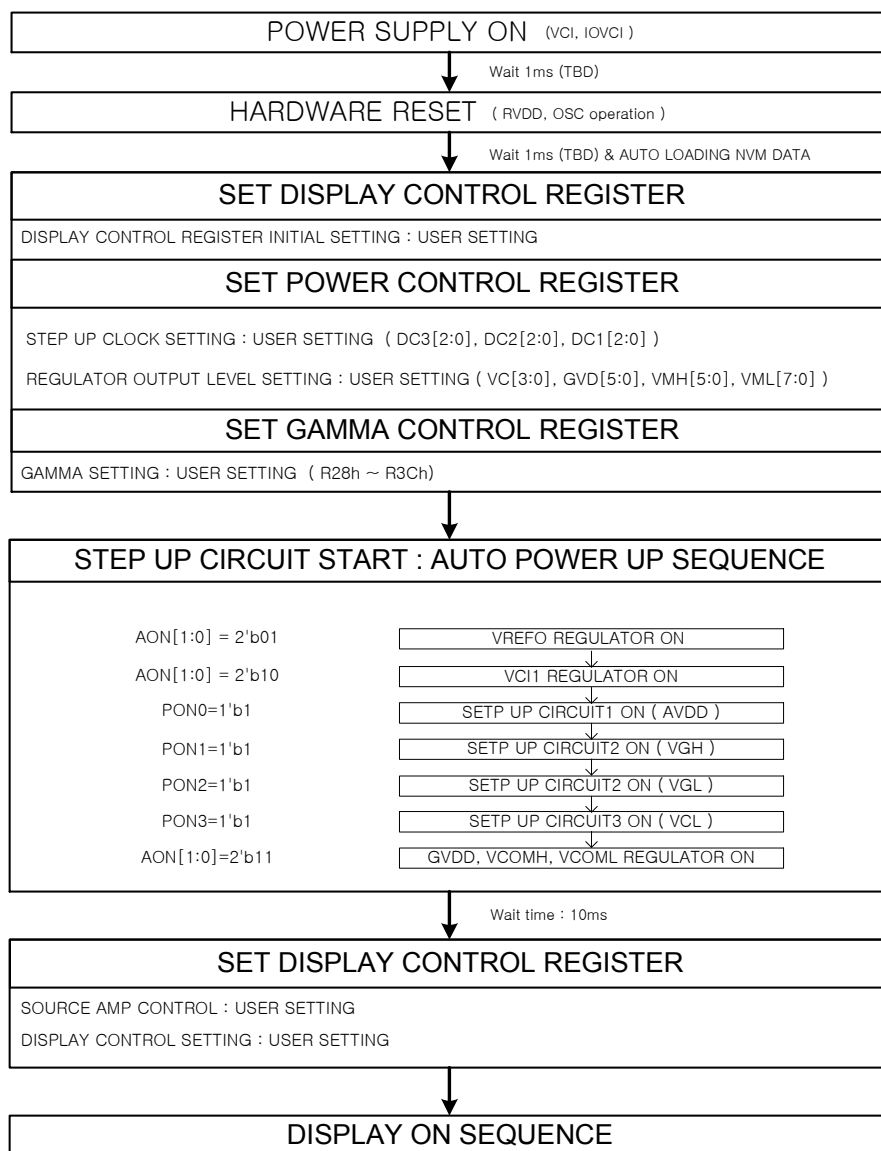 POWER SUPPLY ON (VCI, IOVCI )
Wait 1ms (TBD)
HARDWARE RESET ( RVDD, OSC operation )
Wait 1ms (TBD) & AUTO LOADING NVM DATA
SET DISPLAY CONTROL REGISTER
DISPLAY CONTROL REGISTER INITIAL SETTING : USER SETTING
SET POWER CONTROL REGISTER
STEP UP CLOCK SETTING : USER SETTING ( DC3[2:0], DC2[2:0], DC1[2:0] )
REGULATOR OUTPUT LEVEL SETTING : USER SETTING ( VC[3:0], GVD[5:0], VMH[5:0], VML[7:0] )
SET GAMMA CONTROL REGISTER
GAMMA SETTING : USER SETTING ( R28h ~ R3Ch)
STEP UP CIRCUIT START : AUTO POWER UP SEQUENCE
AON[1:0] = 2'b01 VREFO REGULATOR ON
AON[1:0] = 2'b10 VCI1 REGULATOR ON
PON0=1'b1 SETP UP CIRCUIT1 ON ( AVDD )
PON1=1'b1 SETP UP CIRCUIT2 ON ( VGH )
PON2=1'b1 SETP UP CIRCUIT2 ON ( VGL )
PON3=1'b1 SETP UP CIRCUIT3 ON ( VCL )
AON[1:0]=2'b11 GVDD, VCOMH, VCOML REGULATOR ON
Wait time : 10ms
SET DISPLAY CONTROL REGISTER
SOURCE AMP CONTROL : USER SETTING
DISPLAY CONTROL SETTING : USER SETTING
DISPLAY ON SEQUENCE